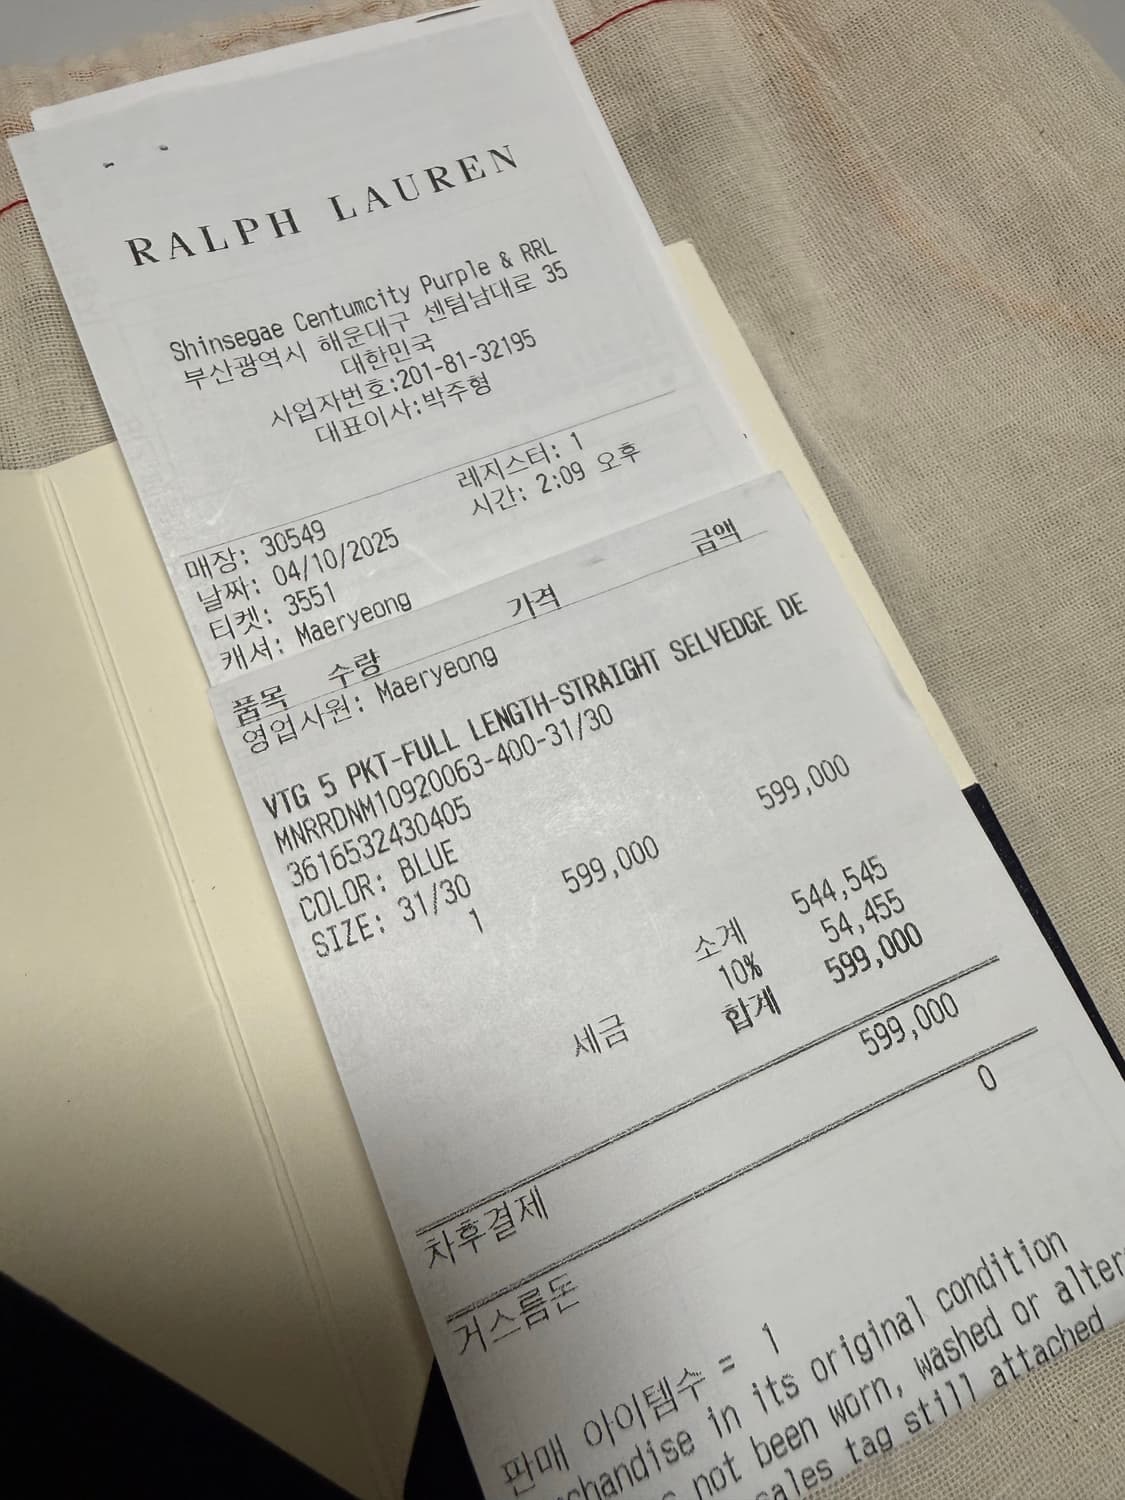 RALPH LAUREN
Shinsegae Centumcity Purple & RRL
부산광역시 해운대구 센텀남대로 35
대한민국
사업자번호:201-81-32195
대표이사:박주형
매장: 30549 레지스터: 1
날짜: 04/10/2025 시간: 2:09 오후
티켓: 3551
캐셔: Maeryeong
품목 수량 가격 금액
영업사원: Maeryeong
VTG 5 PKT-FULL LENGTH-STRAIGHT SELVEDGE DE
MNRRDNM10920063-400-31/30
3616532430405
COLOR: BLUE
SIZE: 31/30
1 599,000 599,000
소계 544,545
세금 10% 54,455
합계 599,000
차후결제 599,000
거스름돈 0
판매 아이템수 = 1
chandise in its original condition
not been worn, washed or alter
sales tag still attached